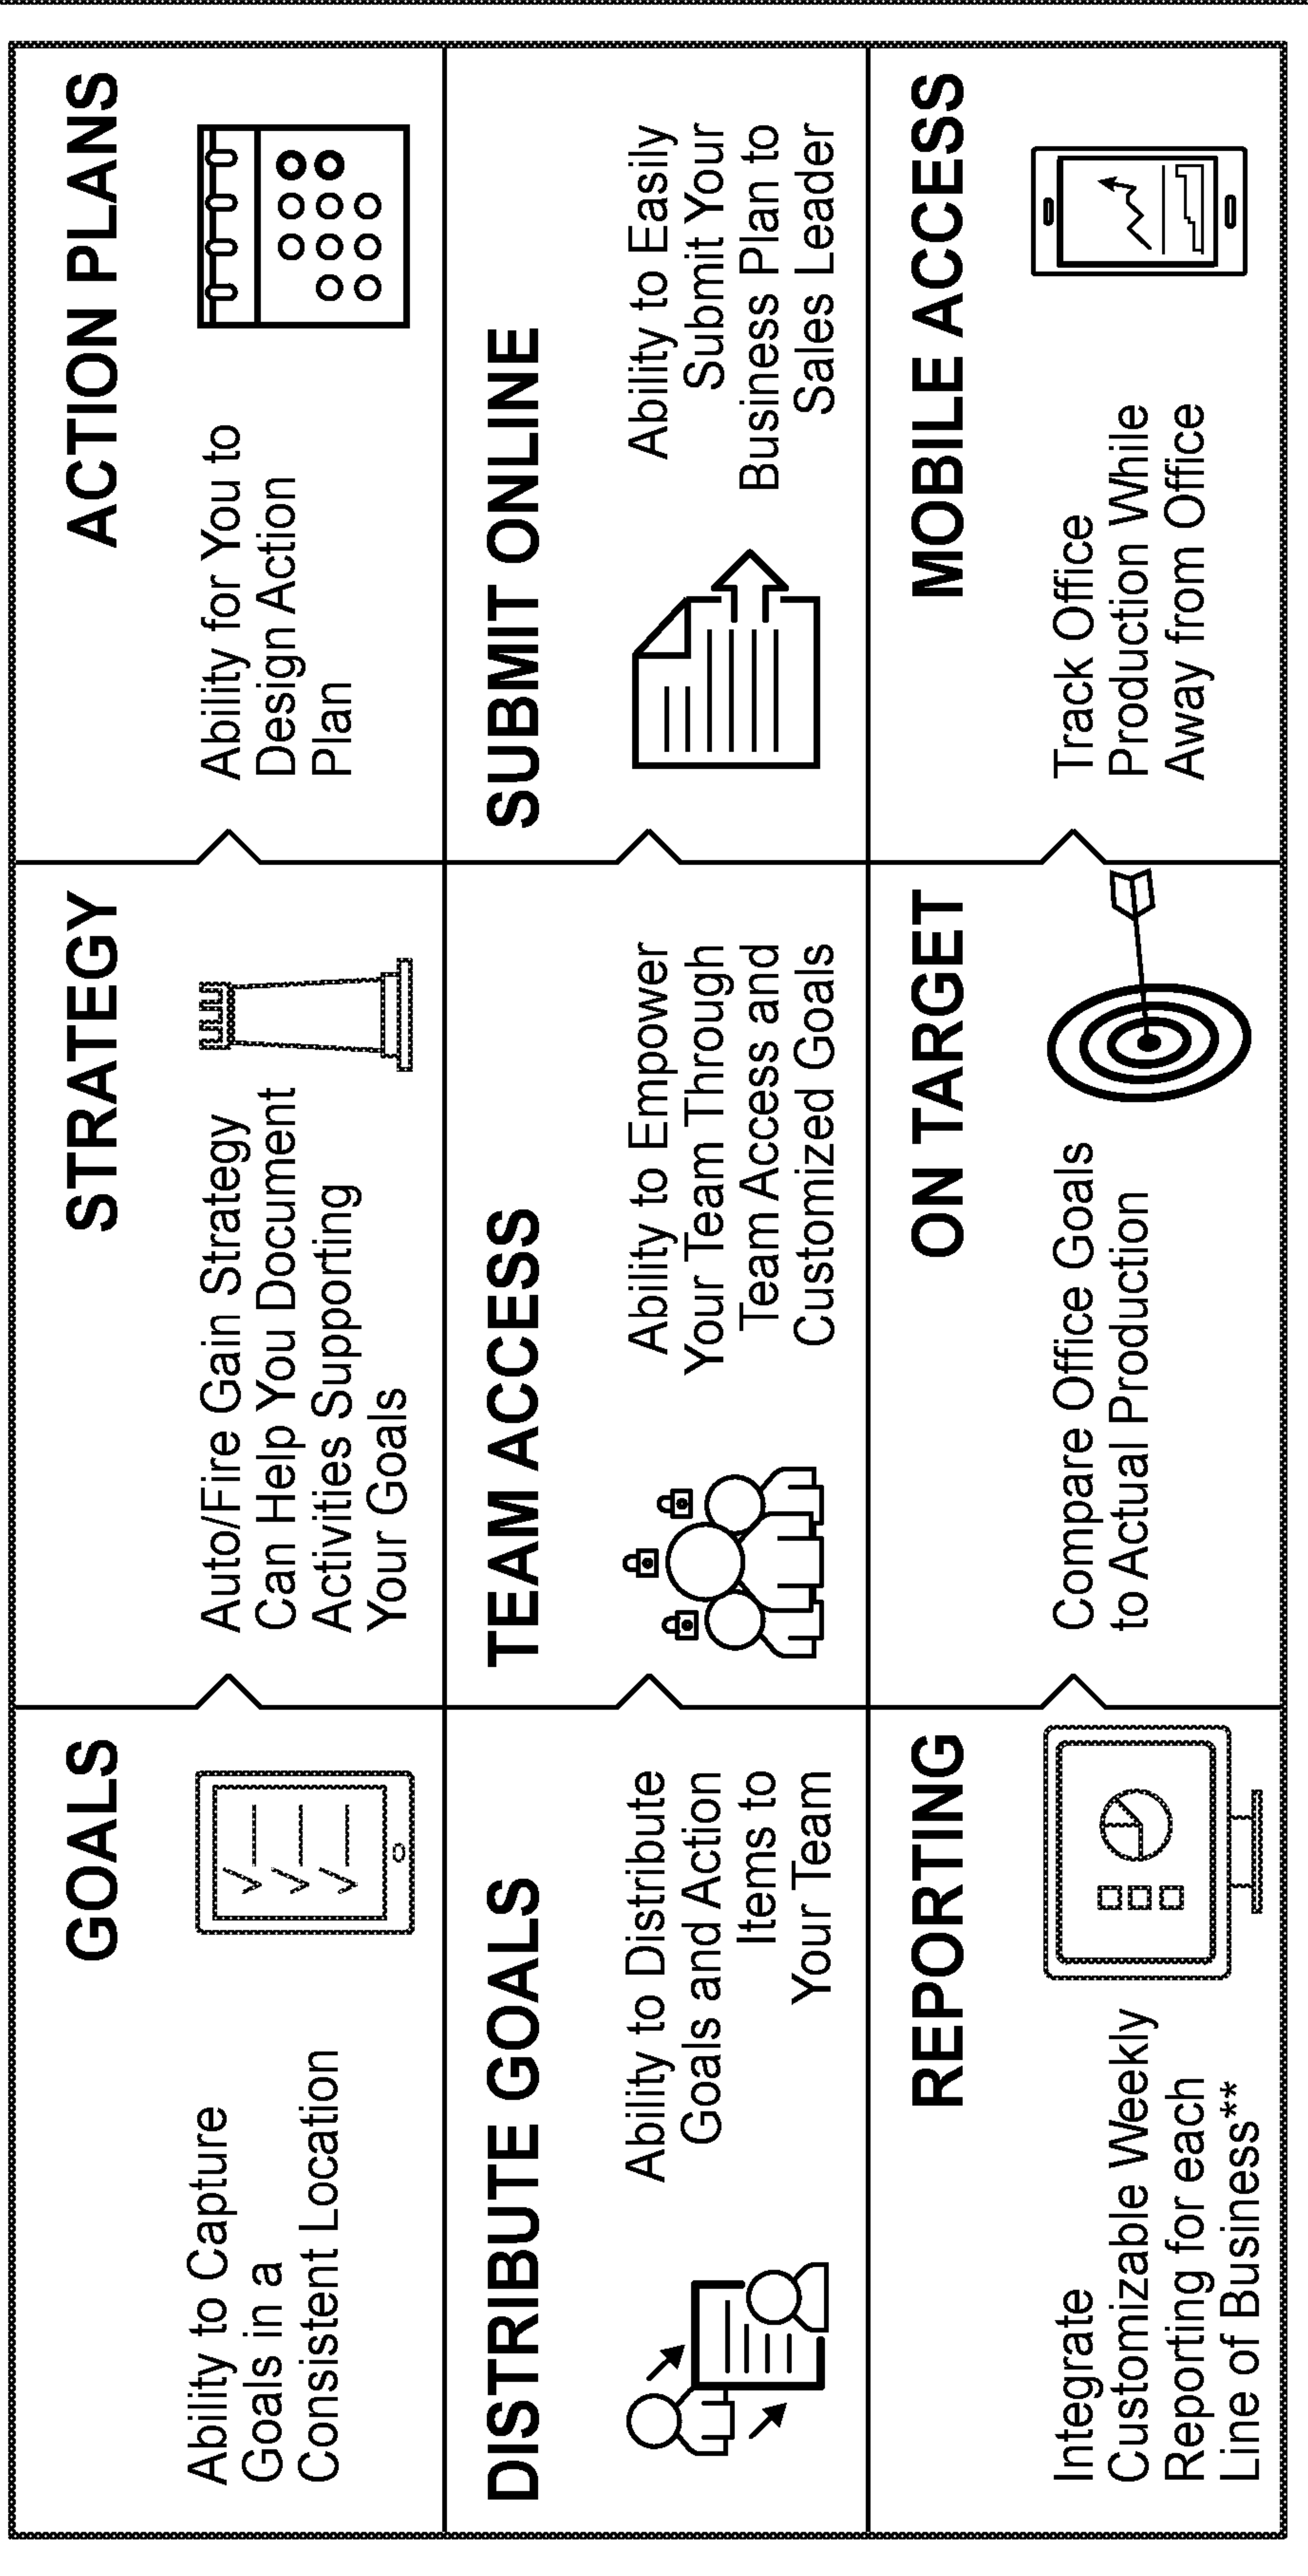 GOALS
Ability to Capture
Goals in a
Consistent Location
STRATEGY
Auto/Fire Gain Strategy
Can Help You Document
Activities Supporting
Your Goals
ACTION PLANS
Ability for You to
Design Action
Plan
DISTRIBUTE GOALS
Ability to Distribute
Goals and Action
Items to
Your Team
TEAM ACCESS
Ability to Empower
Your Team Through
Team Access and
Customized Goals
SUBMIT ONLINE
Ability to Easily
Submit Your
Business Plan to
Sales Leader
REPORTING
Integrate
Customizable Weekly
Reporting for each
Line of Business**
ON TARGET
Compare Office Goals
to Actual Production
MOBILE ACCESS
Track Office
Production While
Away from Office